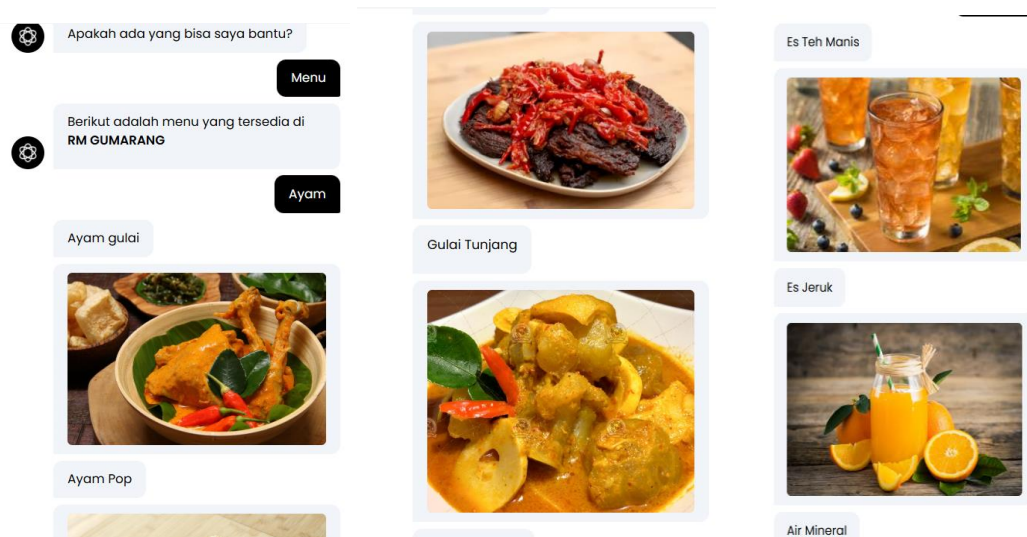 Apakah ada yang bisa saya bantu?
Menu
Berikut adalah menu yang tersedia di
RM GUMARANG
Ayam
Ayam gulai
Ayam Pop
Gulai Tunjang
Es Teh Manis
Es Jeruk
Air Mineral